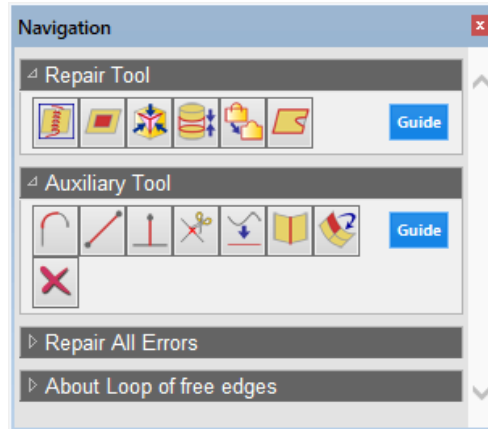 Navigation
Repair Tool
Guide
Auxiliary Tool
Guide
Repair All Errors
About Loop of free edges